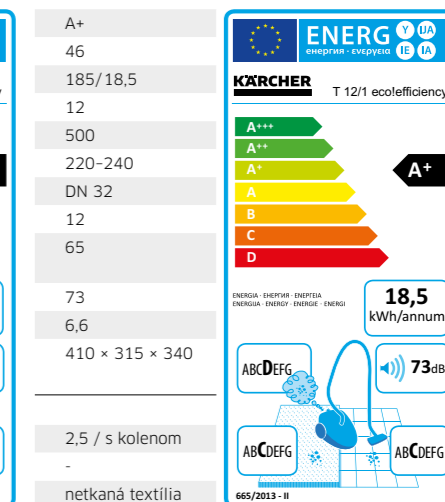 A+
46
185/18,5
12
500
220-240
DN 32
12
65
73
6,6
410 × 315 × 340
2,5 / s kolenom
-
netkaná textília
ENERG Y IJA
енергия · ενεργεια IE IA
KÄRCHER
T 12/1 eco!efficiency
A+++
A++
A+
A
B
C
D
A+
ENERGIA · ЕНЕРГИЯ · ΕΝΕΡΓΕΙΑ
ENERGIJA · ENERGY · ENERGIE · ENERGI
18,5
kWh/annum
ABCDEFG
73dB
ABCDEFG
ABCDEFG
665/2013 - II